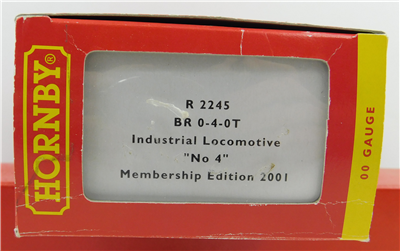 HORNBY®
R 2245
BR 0-4-0T
Industrial Locomotive
"No 4"
Membership Edition 2001
00 GAUGE